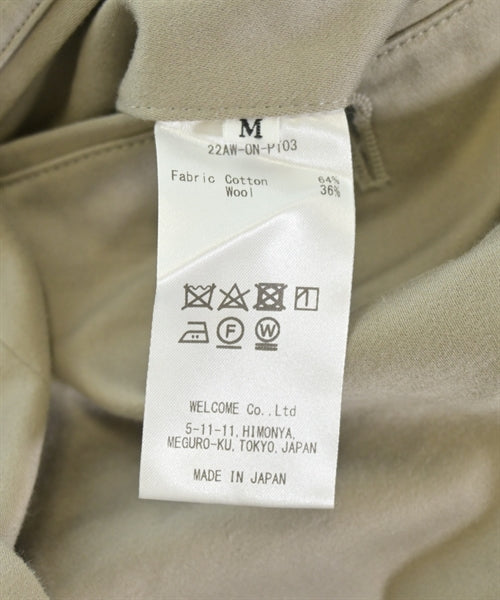 M
22AW-ON-PT03
Fabric Cotton 64%
Wool 36%
F W
WELCOME Co.,Ltd
5-11-11, HIMONYA,
MEGURO-KU, TOKYO, JAPAN
MADE IN JAPAN